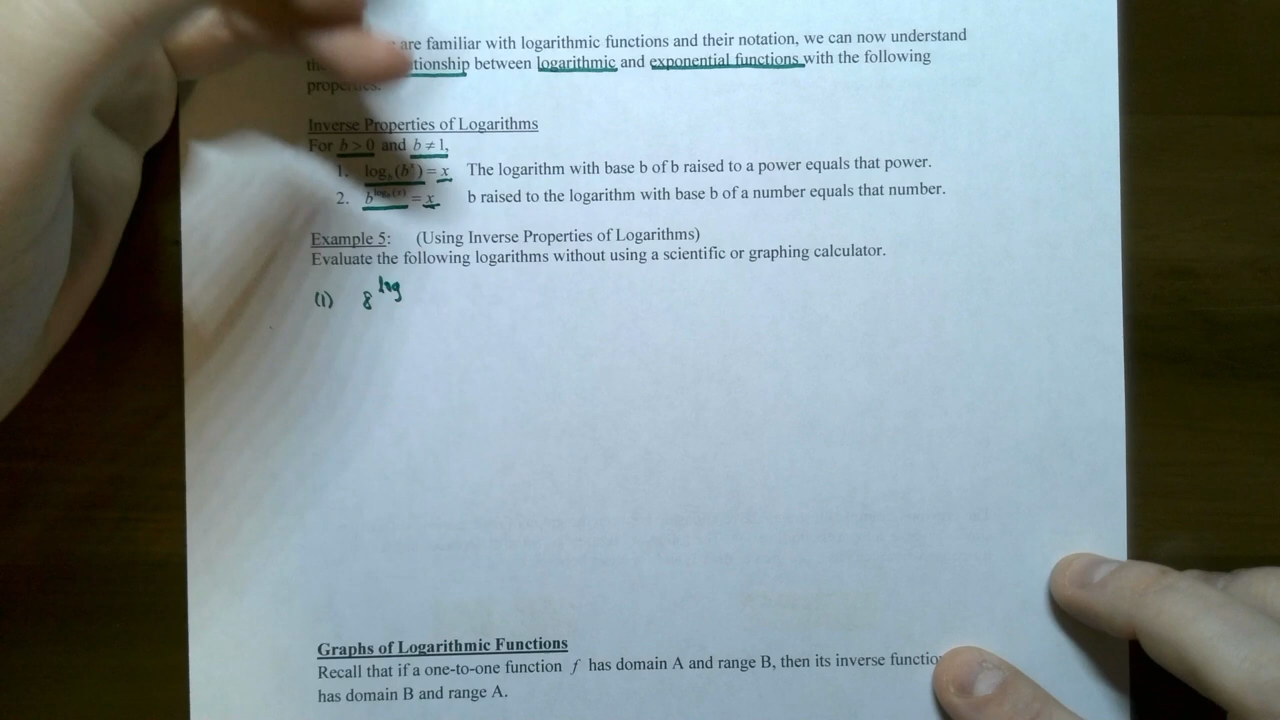 are familiar with logarithmic functions and their notation, we can now understand
between logarithmic and exponential functions with the following
properties.
Inverse Properties of Logarithms
For b > 0 and b ≠ 1,
1. log_b(b^x) = x The logarithm with base b of b raised to a power equals that power.
2. b^{log_b(x)} = x b raised to the logarithm with base b of a number equals that number.
Example 5: (Using Inverse Properties of Logarithms)
Evaluate the following logarithms without using a scientific or graphing calculator.
(1) 8^{log}
Graphs of Logarithmic Functions
Recall that if a one-to-one function f has domain A and range B, then its inverse
has domain B and range A.